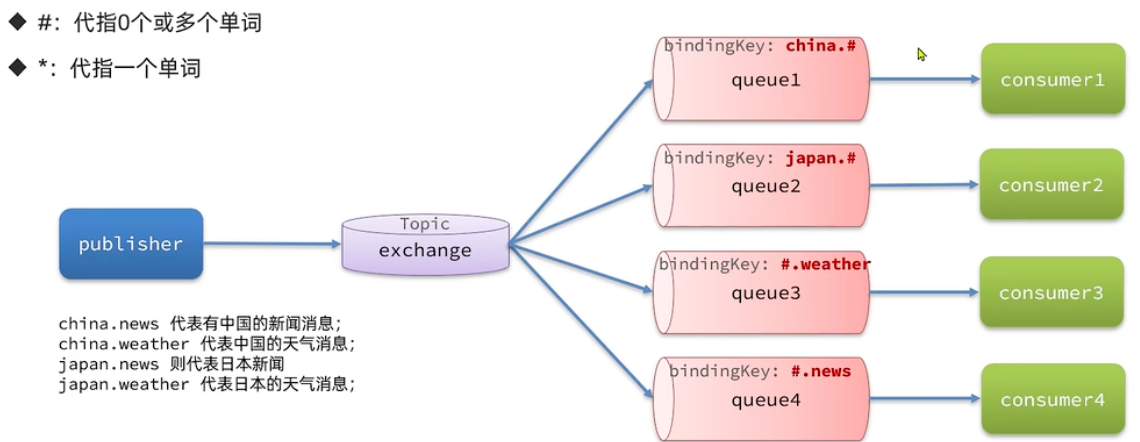 ◆ #：代指0个或多个单词
◆ *：代指一个单词
bindingKey: china.#
queue1
consumer1
bindingKey: japan.#
queue2
consumer2
publisher
Topic
exchange
bindingKey: #.weather
queue3
consumer3
china.news 代表有中国的新闻消息;
china.weather 代表中国的天气消息;
japan.news 则代表日本新闻
japan.weather 代表日本的天气消息;
bindingKey: #.news
queue4
consumer4